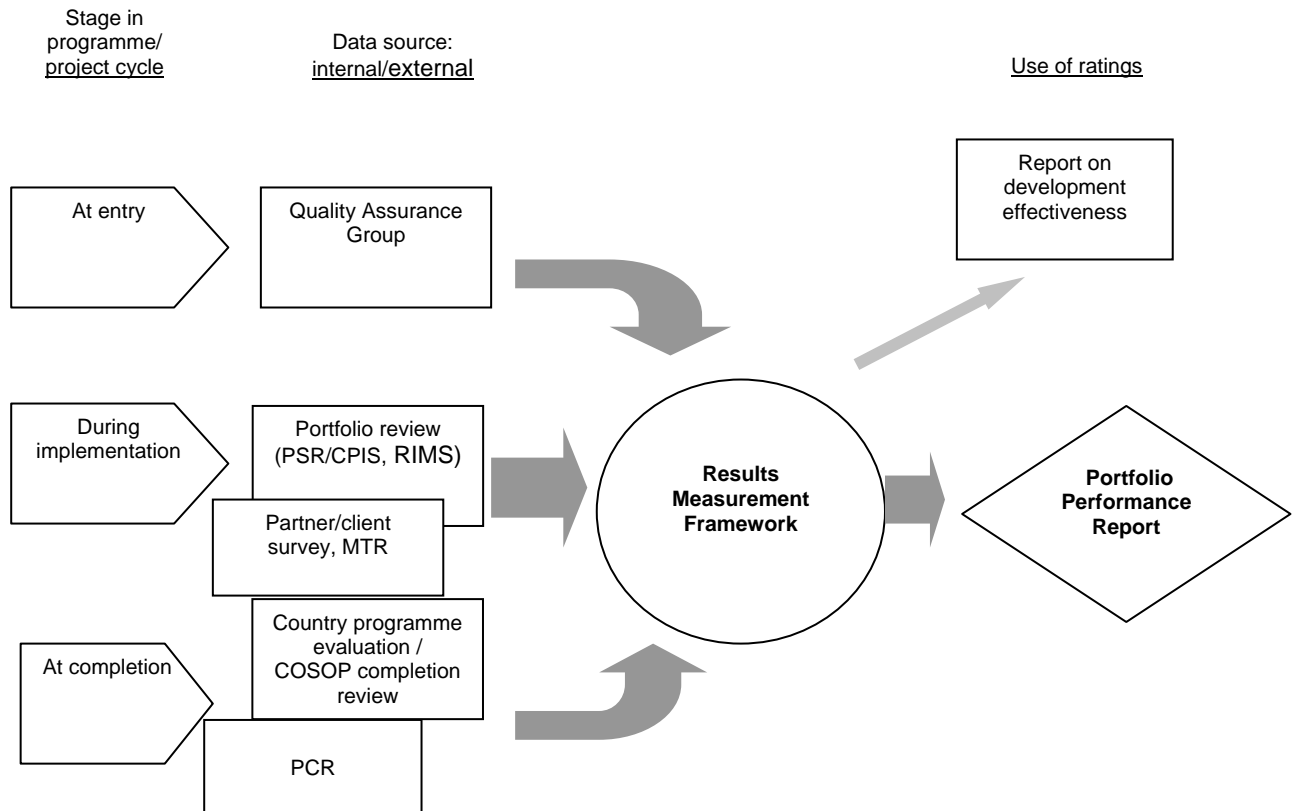 Stage in
programme/
project cycle
Data source:
internal/external
Use of ratings
Report on
development
effectiveness
At entry
Quality Assurance
Group
During
implementation
Portfolio review
(PSR/CPIS, RIMS)
Partner/client
survey, MTR
Results
Measurement
Framework
Portfolio
Performance
Report
At completion
Country programme
evaluation /
COSOP completion
review
PCR